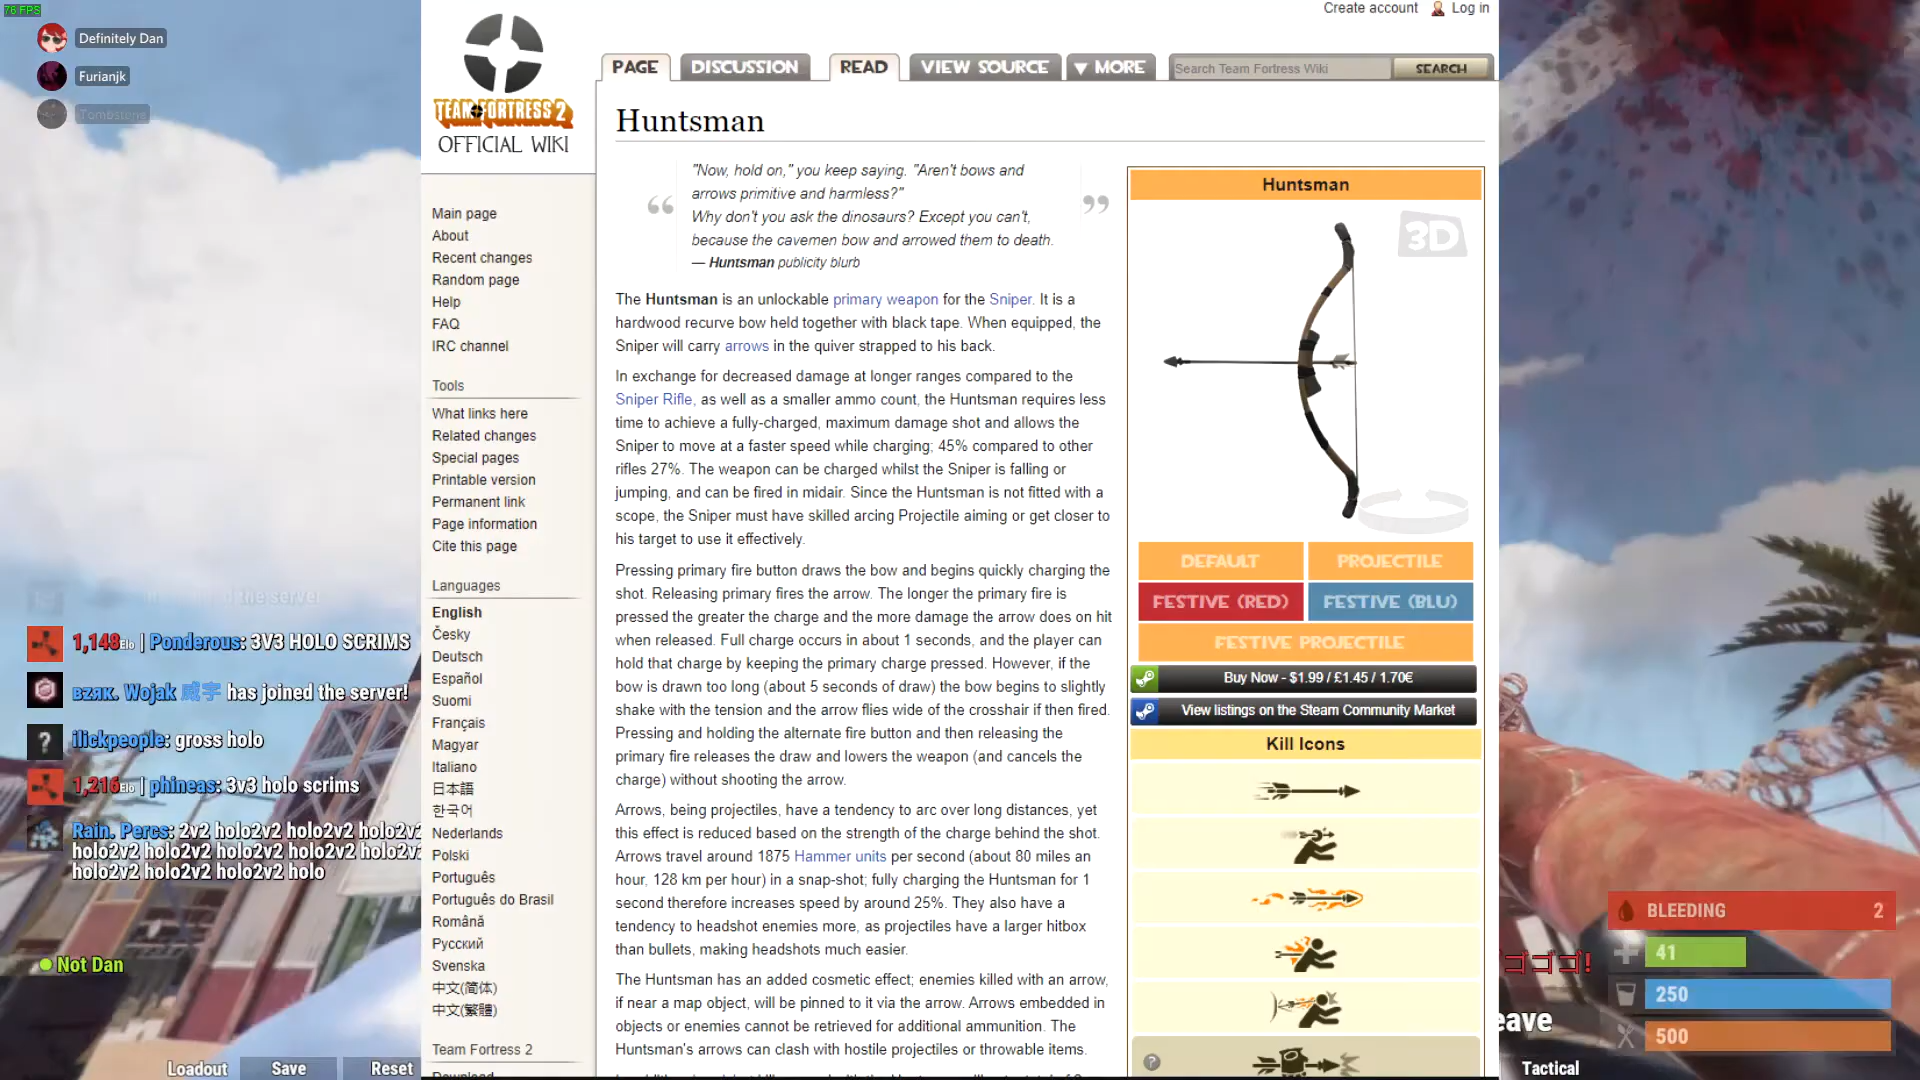 76 FPS
Definitely Dan
Furianjk
Tombstone
the server
1,148Elo | Ponderous: 3V3 HOLO SCRIMS
вzяк. Wojak 威宇 has joined the server!
ilickpeople: gross holo
1,216Elo | phineas: 3v3 holo scrims
Rain. Percs: 2v2 holo2v2 holo2v2 holo2v2
holo2v2 holo2v2 holo2v2 holo2v2 holo2v2
holo2v2 holo2v2 holo2v2 holo
Not Dan
Loadout Save Reset
TEAM FORTRESS 2
OFFICIAL WIKI
Main page
About
Recent changes
Random page
Help
FAQ
IRC channel
Tools
What links here
Related changes
Special pages
Printable version
Permanent link
Page information
Cite this page
Languages
English
Česky
Deutsch
Español
Suomi
Français
Magyar
Italiano
日本語
한국어
Nederlands
Polski
Português
Português do Brasil
Română
Русский
Svenska
中文(简体)
中文(繁體)
Team Fortress 2
Download
Create account Log in
PAGE DISCUSSION READ VIEW SOURCE ▼ MORE Search Team Fortress Wiki SEARCH
Huntsman
"Now, hold on," you keep saying. "Aren't bows and
arrows primitive and harmless?"
Why don't you ask the dinosaurs? Except you can't,
because the cavemen bow and arrowed them to death.
— Huntsman publicity blurb
The Huntsman is an unlockable primary weapon for the Sniper. It is a
hardwood recurve bow held together with black tape. When equipped, the
Sniper will carry arrows in the quiver strapped to his back.
In exchange for decreased damage at longer ranges compared to the
Sniper Rifle, as well as a smaller ammo count, the Huntsman requires less
time to achieve a fully-charged, maximum damage shot and allows the
Sniper to move at a faster speed while charging; 45% compared to other
rifles 27%. The weapon can be charged whilst the Sniper is falling or
jumping, and can be fired in midair. Since the Huntsman is not fitted with a
scope, the Sniper must have skilled arcing Projectile aiming or get closer to
his target to use it effectively.
Pressing primary fire button draws the bow and begins quickly charging the
shot. Releasing primary fires the arrow. The longer the primary fire is
pressed the greater the charge and the more damage the arrow does on hit
when released. Full charge occurs in about 1 seconds, and the player can
hold that charge by keeping the primary charge pressed. However, if the
bow is drawn too long (about 5 seconds of draw) the bow begins to slightly
shake with the tension and the arrow flies wide of the crosshair if then fired.
Pressing and holding the alternate fire button and then releasing the
primary fire releases the draw and lowers the weapon (and cancels the
charge) without shooting the arrow.
Arrows, being projectiles, have a tendency to arc over long distances, yet
this effect is reduced based on the strength of the charge behind the shot.
Arrows travel around 1875 Hammer units per second (about 80 miles an
hour, 128 km per hour) in a snap-shot; fully charging the Huntsman for 1
second therefore increases speed by around 25%. They also have a
tendency to headshot enemies more, as projectiles have a larger hitbox
than bullets, making headshots much easier.
The Huntsman has an added cosmetic effect; enemies killed with an arrow,
if near a map object, will be pinned to it via the arrow. Arrows embedded in
objects or enemies cannot be retrieved for additional ammunition. The
Huntsman's arrows can clash with hostile projectiles or throwable items.
Huntsman
3D
DEFAULT PROJECTILE
FESTIVE (RED) FESTIVE (BLU)
FESTIVE PROJECTILE
Buy Now - $1.99 / £1.45 / 1.70€
View listings on the Steam Community Market
Kill Icons
?
BLEEDING 2
41
250
500
ゴゴゴ!
eave
Tactical